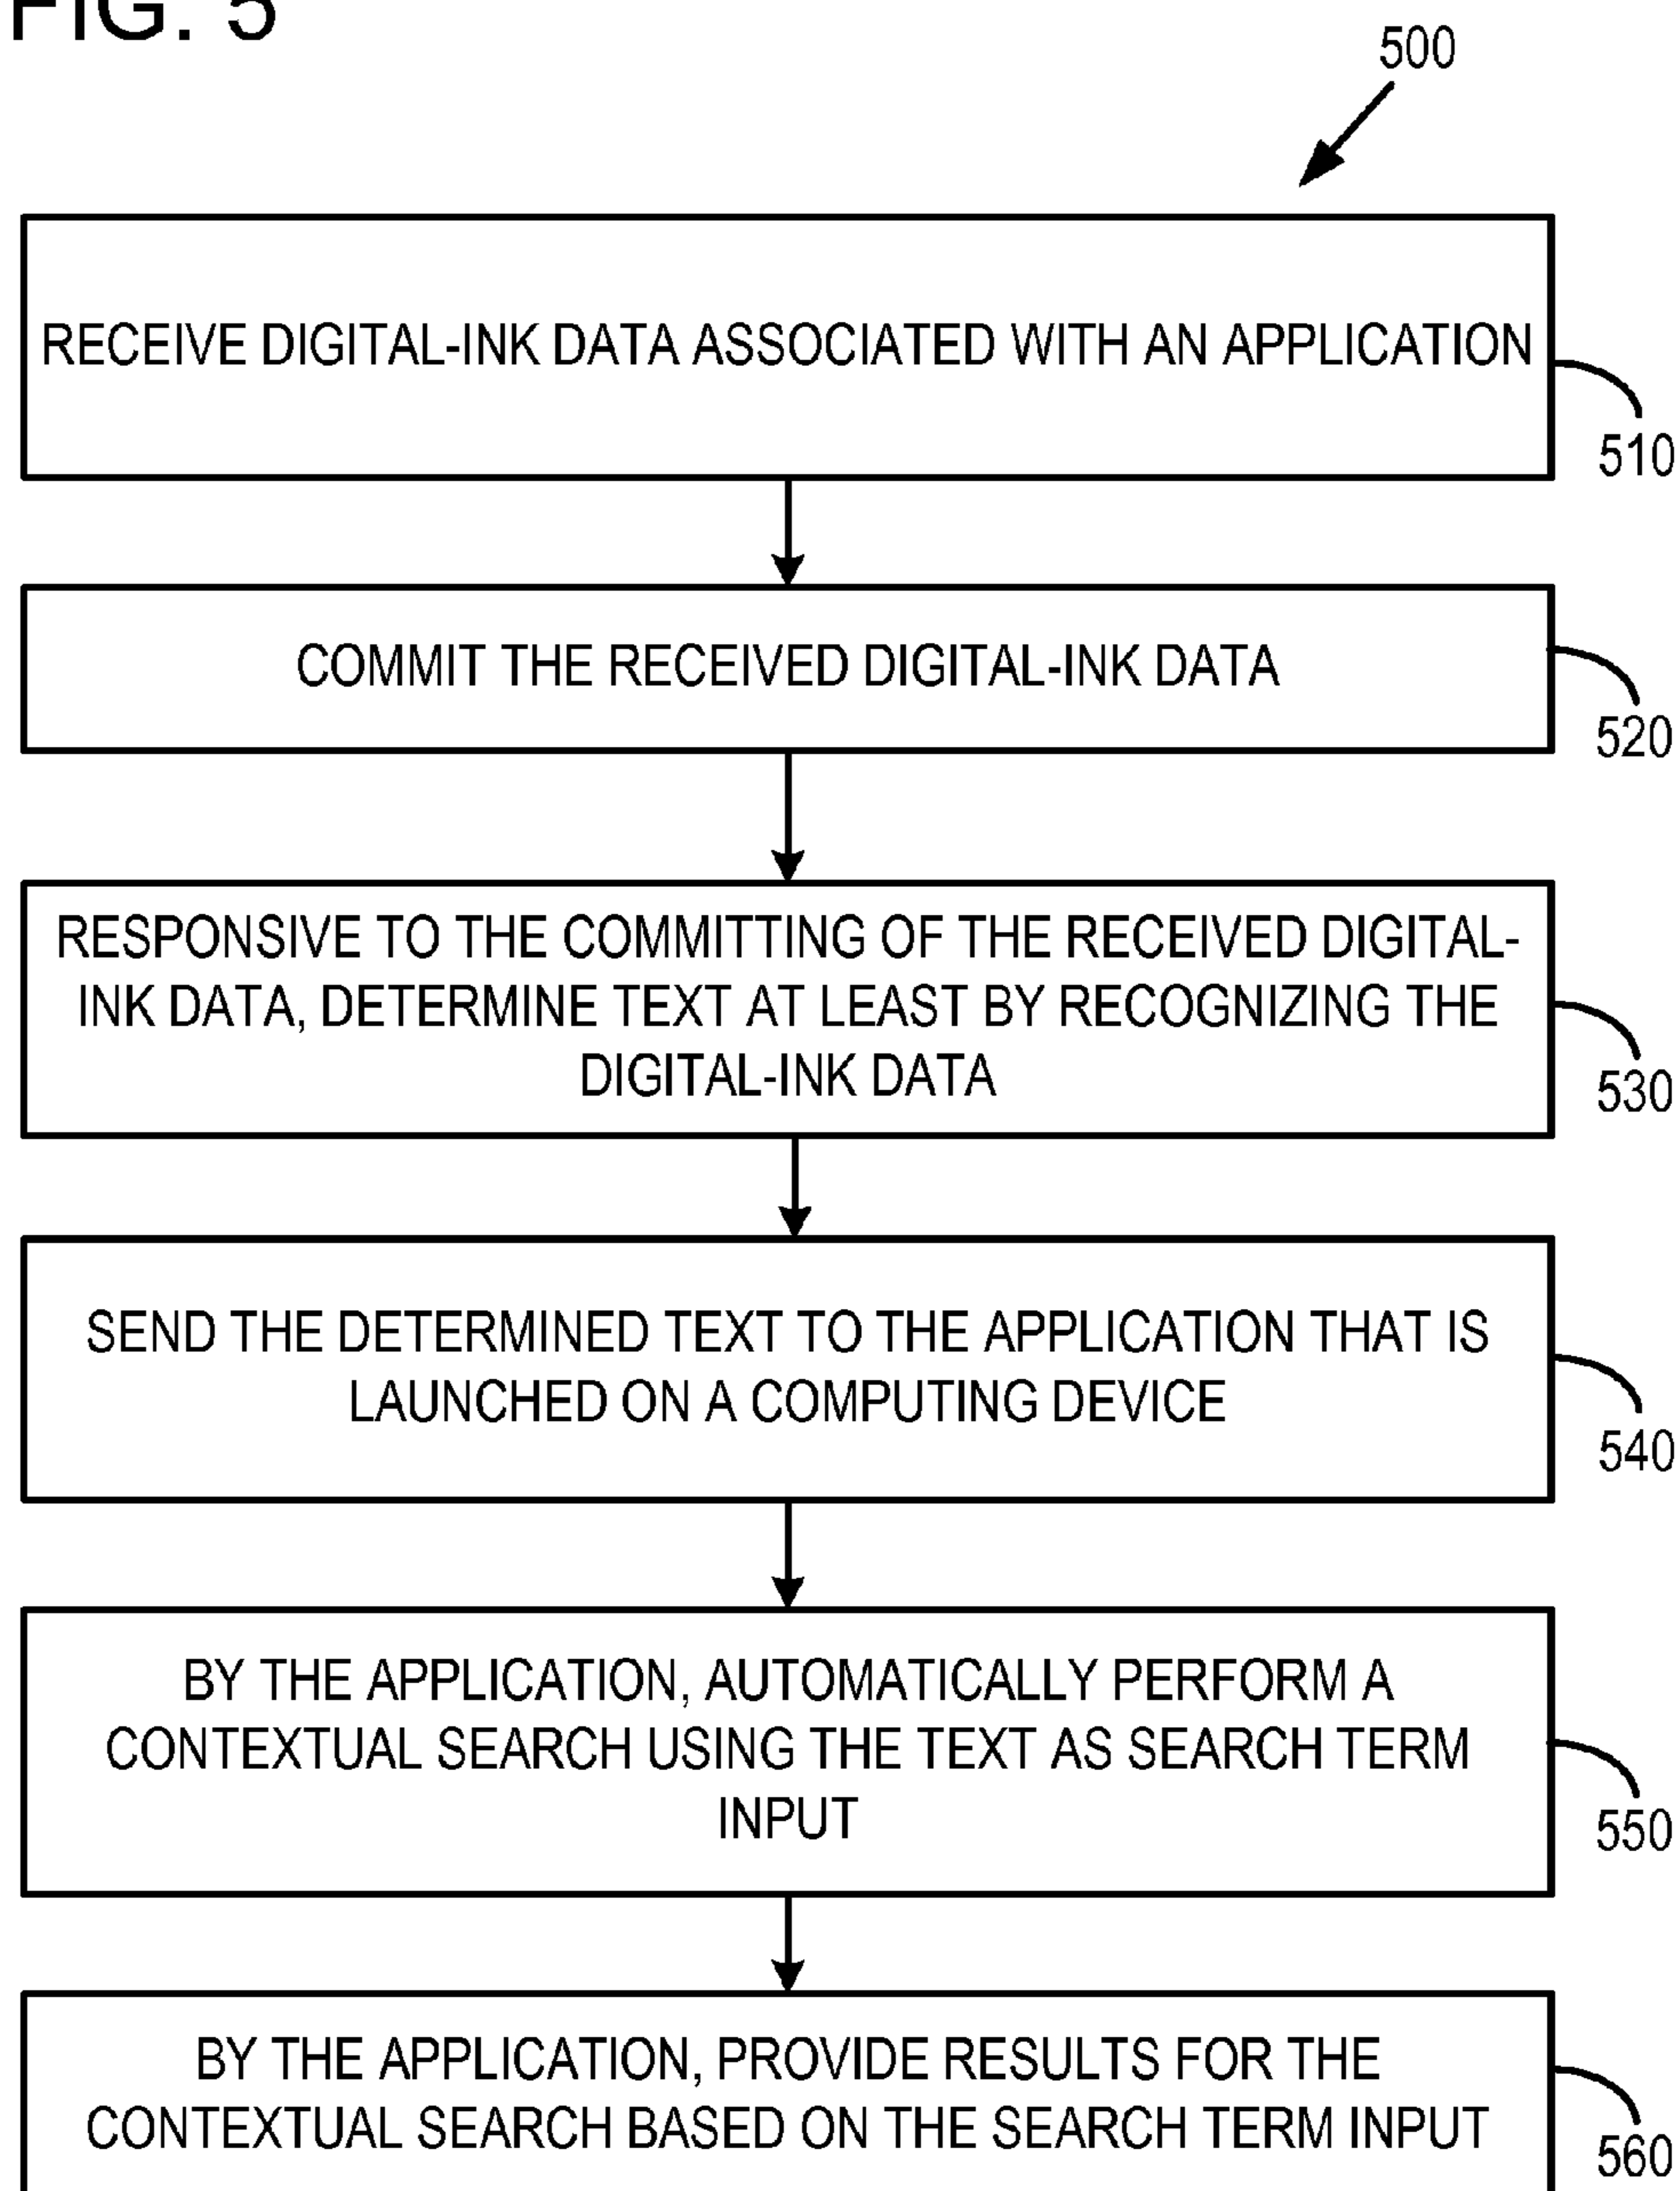 FIG. 5
500
RECEIVE DIGITAL-INK DATA ASSOCIATED WITH AN APPLICATION
510
COMMIT THE RECEIVED DIGITAL-INK DATA
520
RESPONSIVE TO THE COMMITTING OF THE RECEIVED DIGITAL-
INK DATA, DETERMINE TEXT AT LEAST BY RECOGNIZING THE
DIGITAL-INK DATA
530
SEND THE DETERMINED TEXT TO THE APPLICATION THAT IS
LAUNCHED ON A COMPUTING DEVICE
540
BY THE APPLICATION, AUTOMATICALLY PERFORM A
CONTEXTUAL SEARCH USING THE TEXT AS SEARCH TERM
INPUT
550
BY THE APPLICATION, PROVIDE RESULTS FOR THE
CONTEXTUAL SEARCH BASED ON THE SEARCH TERM INPUT
560